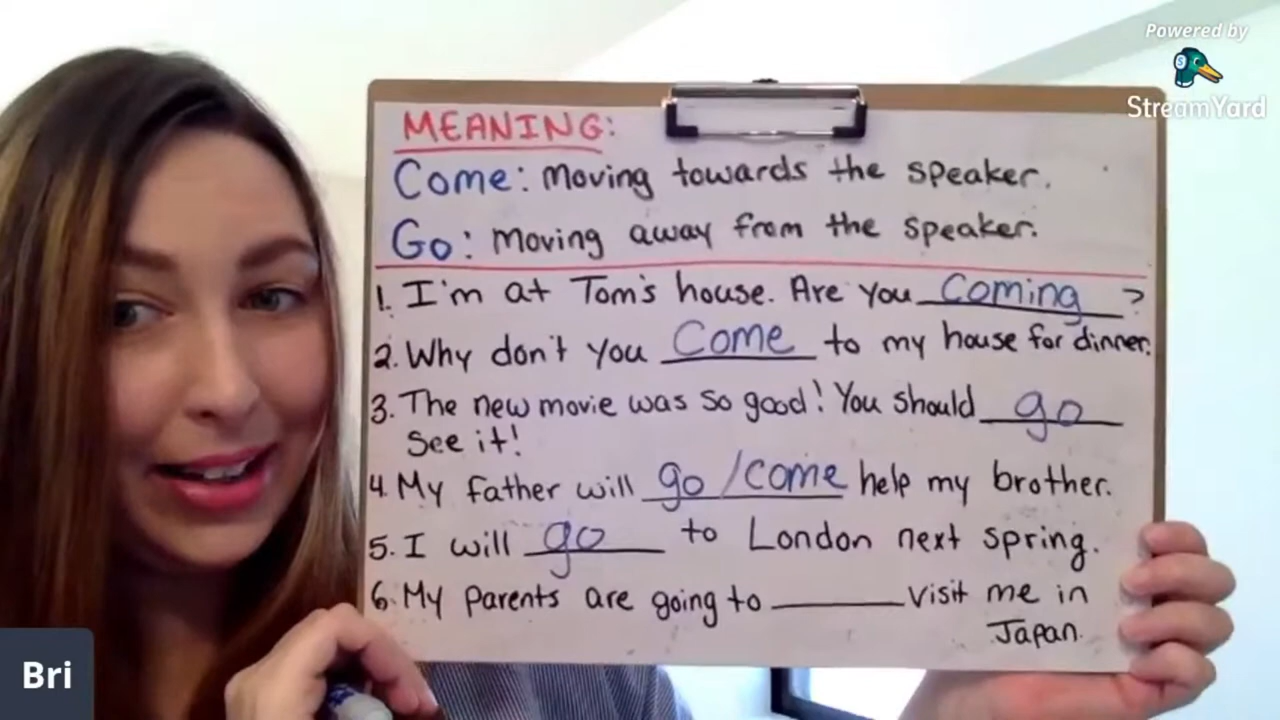 Powered by
StreamYard
MEANING:
Come: Moving towards the speaker.
Go: Moving away from the speaker.
1. I'm at Tom's house. Are you coming ?
2. Why don't you come to my house for dinner.
3. The new movie was so good! You should go
see it!
4. My father will go/come help my brother.
5. I will go to London next spring.
6. My parents are going to ______ visit me in
Japan.
Bri